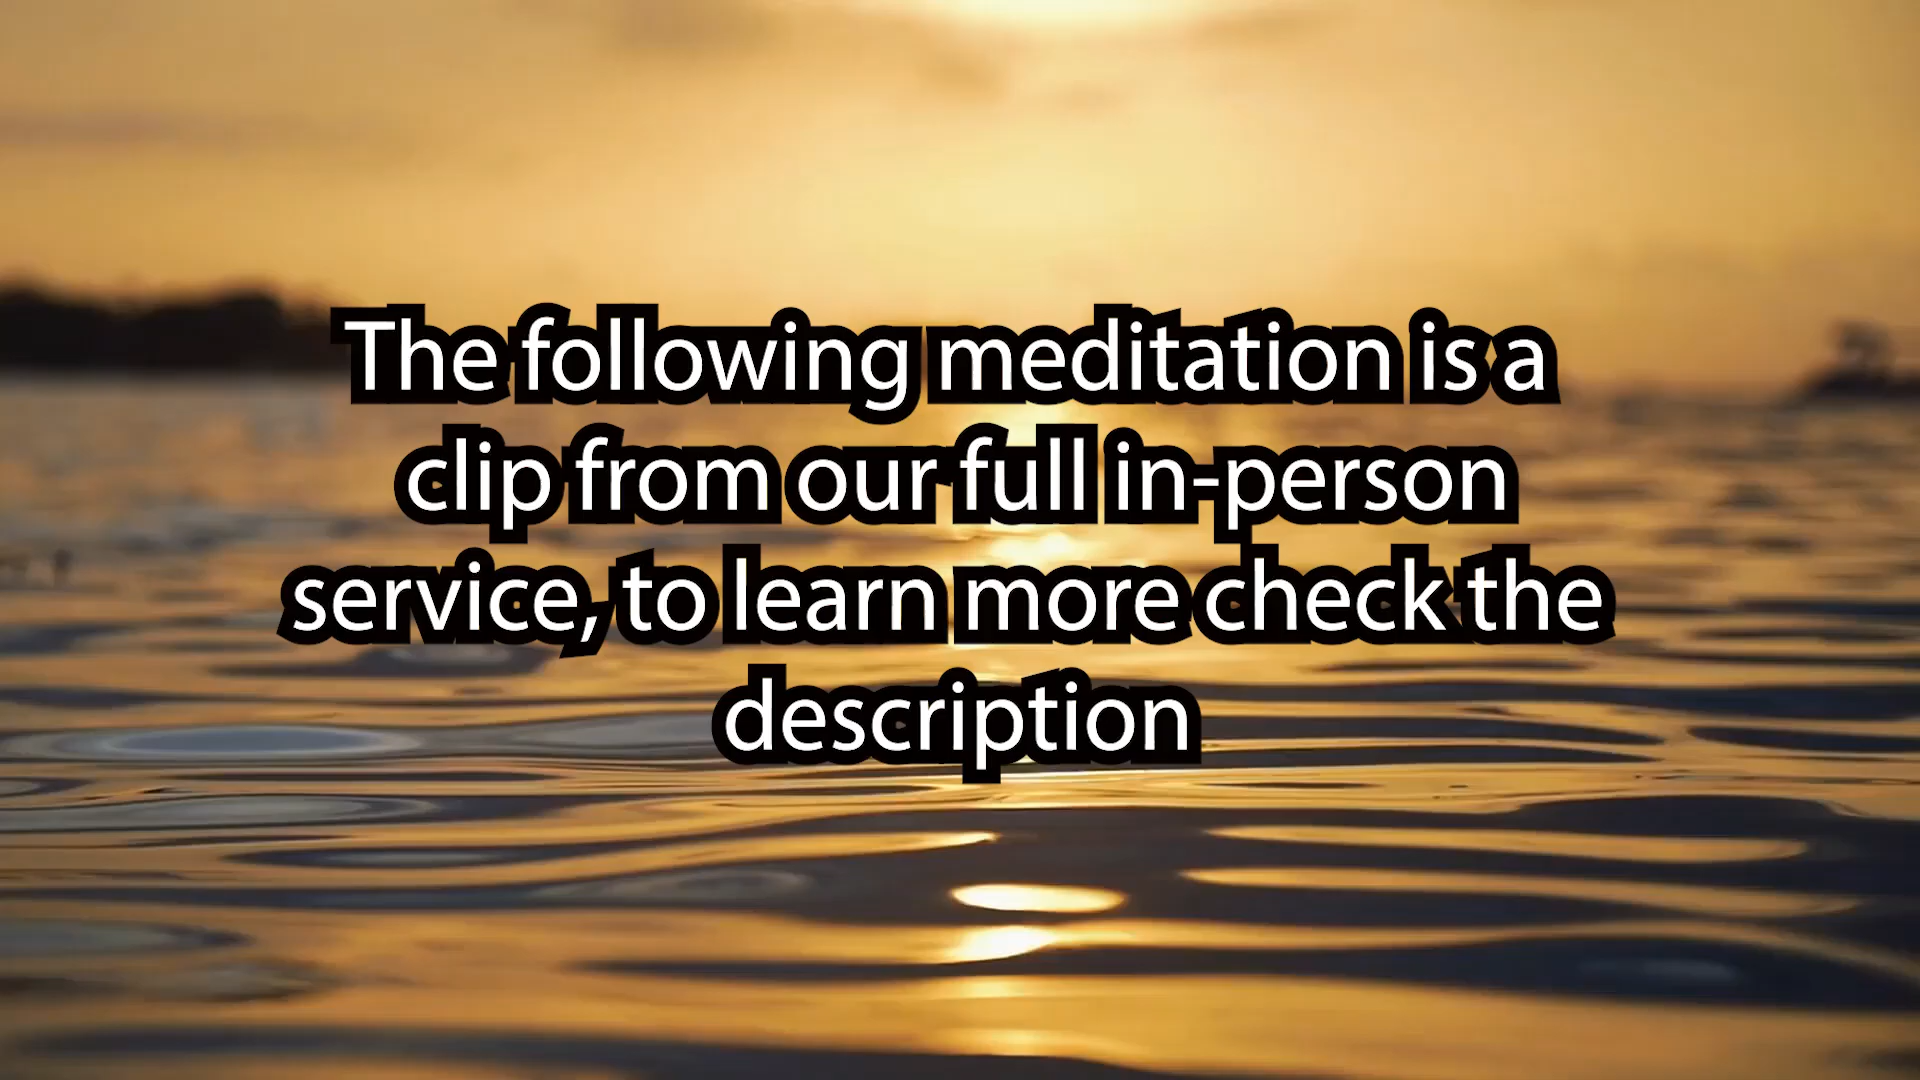 The following meditation is a
clip from our full in-person
service, to learn more check the
description